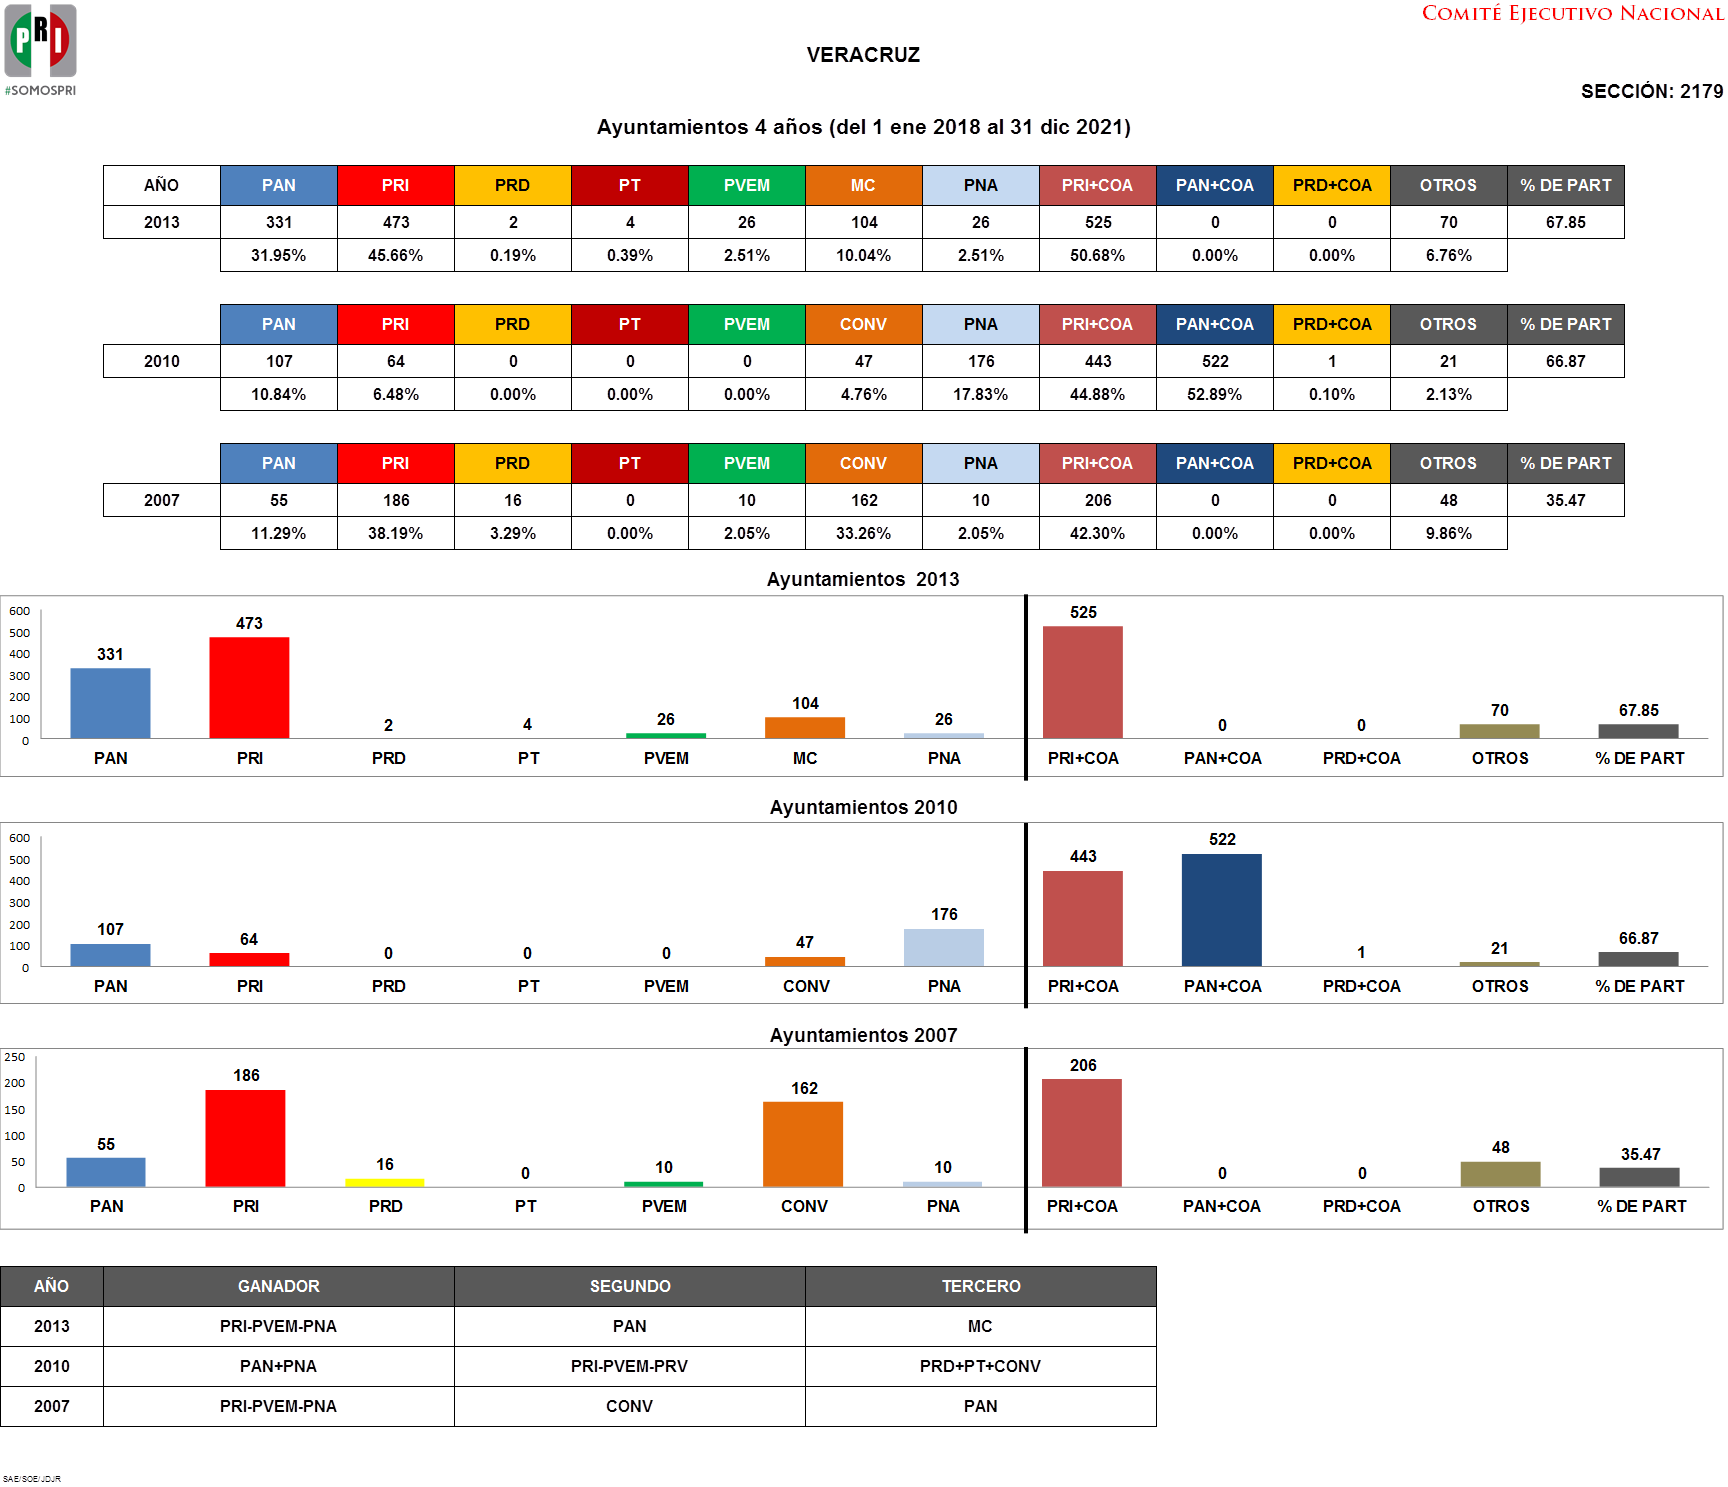 PRI
#SOMOSPRI
COMITÉ EJECUTIVO NACIONAL
VERACRUZ
SECCIÓN: 2179
Ayuntamientos 4 años (del 1 ene 2018 al 31 dic 2021)
AÑO PAN PRI PRD PT PVEM MC PNA PRI+COA PAN+COA PRD+COA OTROS % DE PART
2013 331 473 2 4 26 104 26 525 0 0 70 67.85
31.95% 45.66% 0.19% 0.39% 2.51% 10.04% 2.51% 50.68% 0.00% 0.00% 6.76%
PAN PRI PRD PT PVEM CONV PNA PRI+COA PAN+COA PRD+COA OTROS % DE PART
2010 107 64 0 0 0 47 176 443 522 1 21 66.87
10.84% 6.48% 0.00% 0.00% 0.00% 4.76% 17.83% 44.88% 52.89% 0.10% 2.13%
PAN PRI PRD PT PVEM CONV PNA PRI+COA PAN+COA PRD+COA OTROS % DE PART
2007 55 186 16 0 10 162 10 206 0 0 48 35.47
11.29% 38.19% 3.29% 0.00% 2.05% 33.26% 2.05% 42.30% 0.00% 0.00% 9.86%
Ayuntamientos 2013
600
500
400
300
200
100
0
331 473 2 4 26 104 26 525 0 0 70 67.85
PAN PRI PRD PT PVEM MC PNA PRI+COA PAN+COA PRD+COA OTROS % DE PART
Ayuntamientos 2010
600
500
400
300
200
100
0
107 64 0 0 0 47 176 443 522 1 21 66.87
PAN PRI PRD PT PVEM CONV PNA PRI+COA PAN+COA PRD+COA OTROS % DE PART
Ayuntamientos 2007
250
200
150
100
50
0
55 186 16 0 10 162 10 206 0 0 48 35.47
PAN PRI PRD PT PVEM CONV PNA PRI+COA PAN+COA PRD+COA OTROS % DE PART
AÑO GANADOR SEGUNDO TERCERO
2013 PRI-PVEM-PNA PAN MC
2010 PAN+PNA PRI-PVEM-PRV PRD+PT+CONV
2007 PRI-PVEM-PNA CONV PAN
SAE/SOE/JDJR